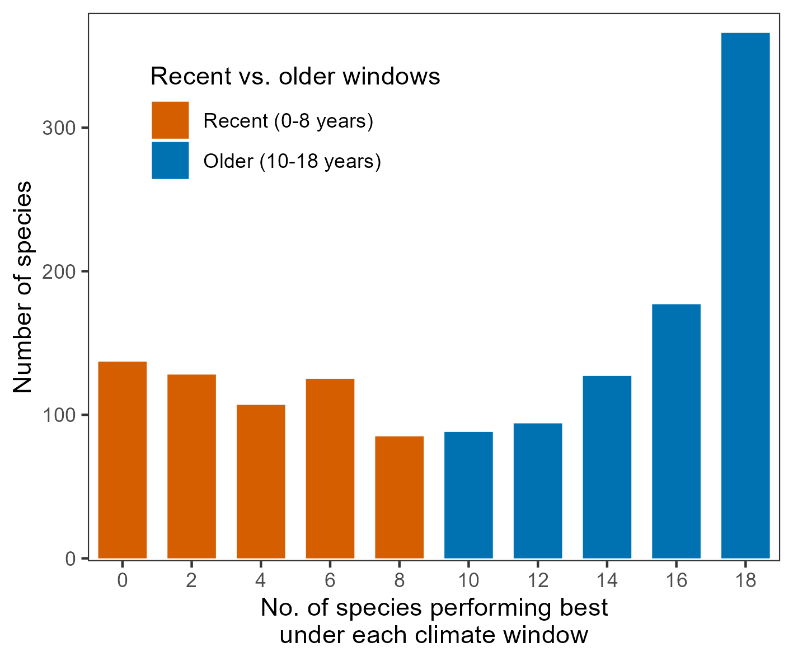 Recent vs. older windows
Recent (0-8 years)
Older (10-18 years)
Number of species
300
200
100
0
0 2 4 6 8 10 12 14 16 18
No. of species performing best
under each climate window